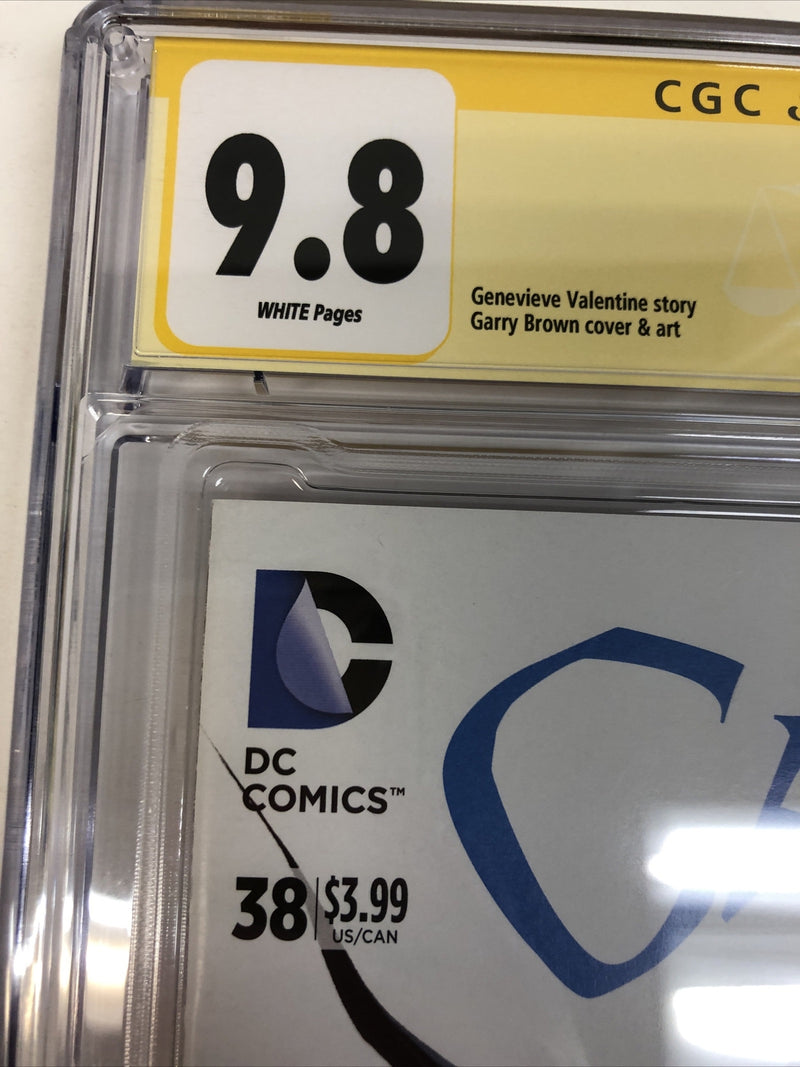 CGC
9.8
WHITE Pages
Genevieve Valentine story
Garry Brown cover & art
DC
DC
COMICS™
38 $3.99
US/CAN
C